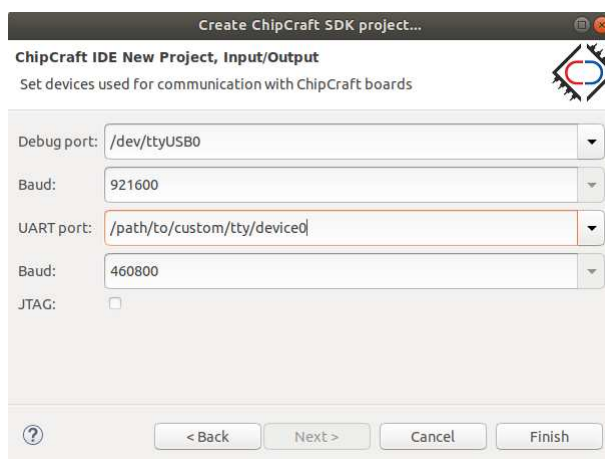 Create ChipCraft SDK project...
ChipCraft IDE New Project, Input/Output
Set devices used for communication with ChipCraft boards
Debug port: /dev/ttyUSB0
Baud: 921600
UART port: /path/to/custom/tty/device0
Baud: 460800
JTAG:
? < Back Next > Cancel Finish